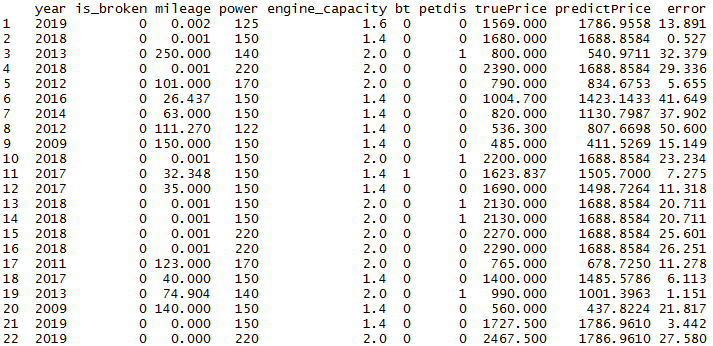 year is_broken mileage power engine_capacity bt petdis truePrice predictPrice error
1 2019 0 0.002 125 1.6 0 0 1569.000 1786.9558 13.891
2 2018 0 0.001 150 1.4 0 0 1680.000 1688.8584 0.527
3 2013 0 250.000 140 2.0 0 1 800.000 540.9711 32.379
4 2018 0 0.001 220 2.0 0 0 2390.000 1688.8584 29.336
5 2012 0 101.000 170 2.0 0 0 790.000 834.6753 5.655
6 2016 0 26.437 150 1.4 0 0 1004.700 1423.1433 41.649
7 2014 0 63.000 150 1.4 0 0 820.000 1130.7987 37.902
8 2012 0 111.270 122 1.4 0 0 536.300 807.6698 50.600
9 2009 0 150.000 150 1.4 0 0 485.000 411.5269 15.149
10 2018 0 0.001 150 2.0 0 1 2200.000 1688.8584 23.234
11 2017 0 32.348 150 1.4 1 0 1623.837 1505.7000 7.275
12 2017 0 35.000 150 1.4 0 0 1690.000 1498.7264 11.318
13 2018 0 0.001 150 2.0 0 1 2130.000 1688.8584 20.711
14 2018 0 0.001 150 2.0 0 1 2130.000 1688.8584 20.711
15 2018 0 0.001 220 2.0 0 0 2270.000 1688.8584 25.601
16 2018 0 0.001 220 2.0 0 0 2290.000 1688.8584 26.251
17 2011 0 123.000 170 2.0 0 0 765.000 678.7250 11.278
18 2017 0 40.000 150 1.4 0 0 1400.000 1485.5786 6.113
19 2013 0 74.904 140 2.0 0 1 990.000 1001.3963 1.151
20 2009 0 140.000 150 1.4 0 0 560.000 437.8224 21.817
21 2019 0 0.000 150 1.4 0 0 1727.500 1786.9610 3.442
22 2019 0 0.000 220 2.0 0 0 2467.500 1786.9610 27.580